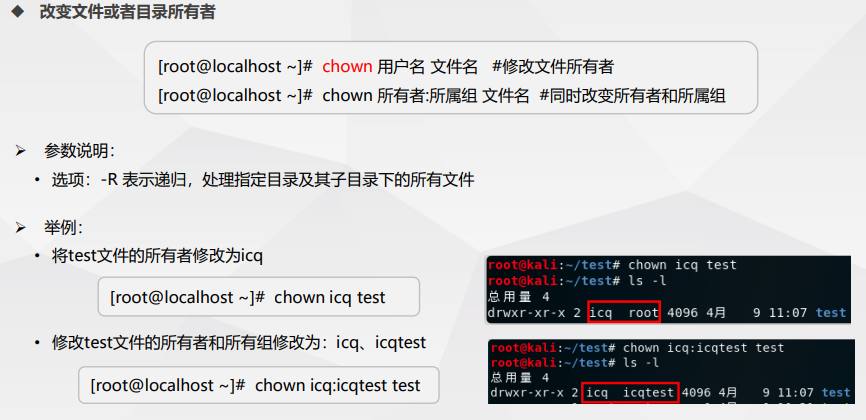 ◆ 改变文件或者目录所有者
[root@localhost ~]# chown 用户名 文件名 #修改文件所有者
[root@localhost ~]# chown 所有者:所属组 文件名 #同时改变所有者和所属组
➢ 参数说明:
• 选项: -R 表示递归，处理指定目录及其子目录下的所有文件
➢ 举例:
• 将test文件的所有者修改为icq
[root@localhost ~]# chown icq test
root@kali:~/test# chown icq test
root@kali:~/test# ls -l
总用量 4
drwxr-xr-x 2 icq root 4096 4月 9 11:07 test
• 修改test文件的所有者和所有组修改为: icq、icqtest
[root@localhost ~]# chown icq:icqtest test
root@kali:~/test# chown icq:icqtest test
root@kali:~/test# ls -l
总用量 4
drwxr-xr-x 2 icq icqtest 4096 4月 9 11:07 test